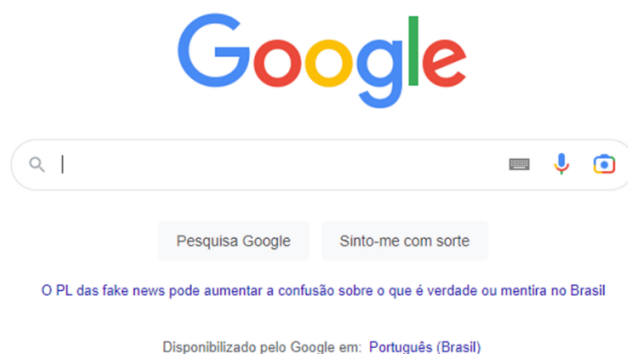 Google
Pesquisa Google Sinto-me com sorte
O PL das fake news pode aumentar a confusão sobre o que é verdade ou mentira no Brasil
Disponibilizado pelo Google em: Português (Brasil)